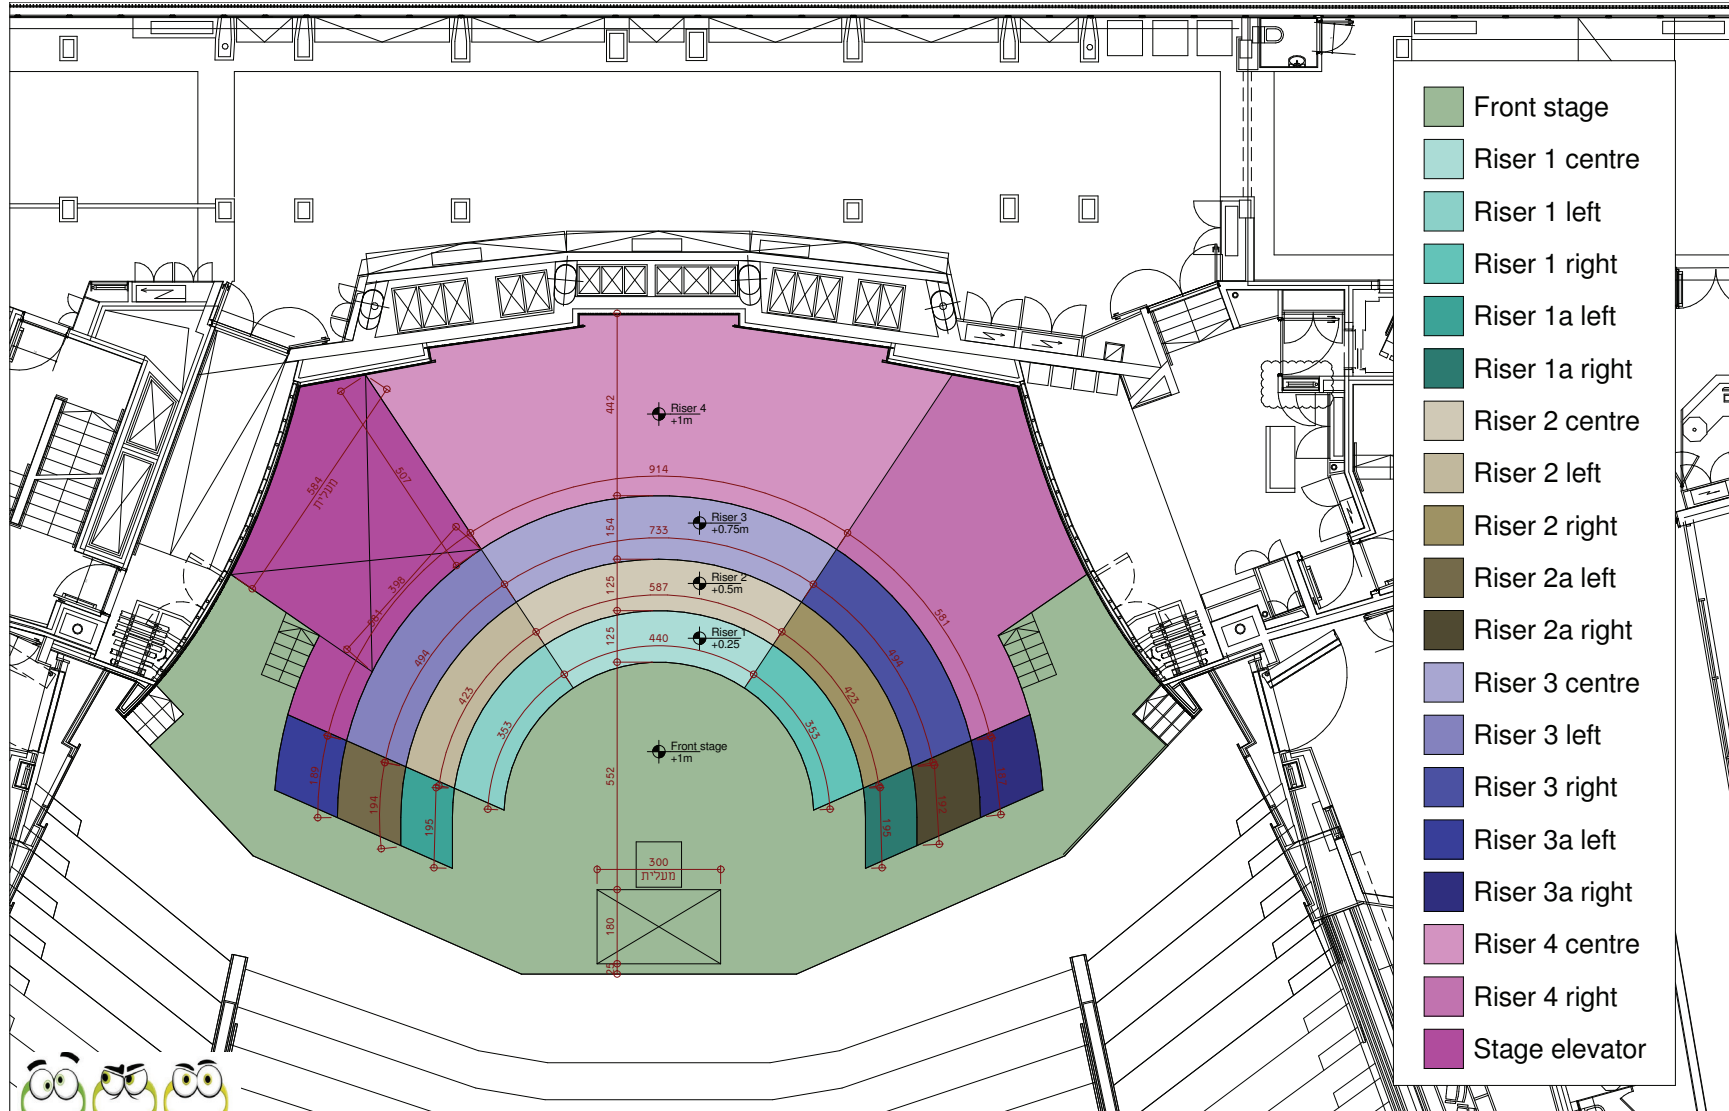 Front stage
Riser 1 centre
Riser 1 left
Riser 1 right
Riser 1a left
Riser 1a right
Riser 2 centre
Riser 2 left
Riser 2 right
Riser 2a left
Riser 2a right
Riser 3 centre
Riser 3 left
Riser 3 right
Riser 3a left
Riser 3a right
Riser 4 centre
Riser 4 right
Stage elevator
442
Riser 4
+1m
914
584
מעלית
507
398
581
154
Riser 3
+0.75m
733
125
Riser 2
+0.5m
587
125
Riser 1
+0.25
440
494
423
353
353
423
494
581
552
Front stage
+1m
189
194
195
195
192
300
מעלית
180
25